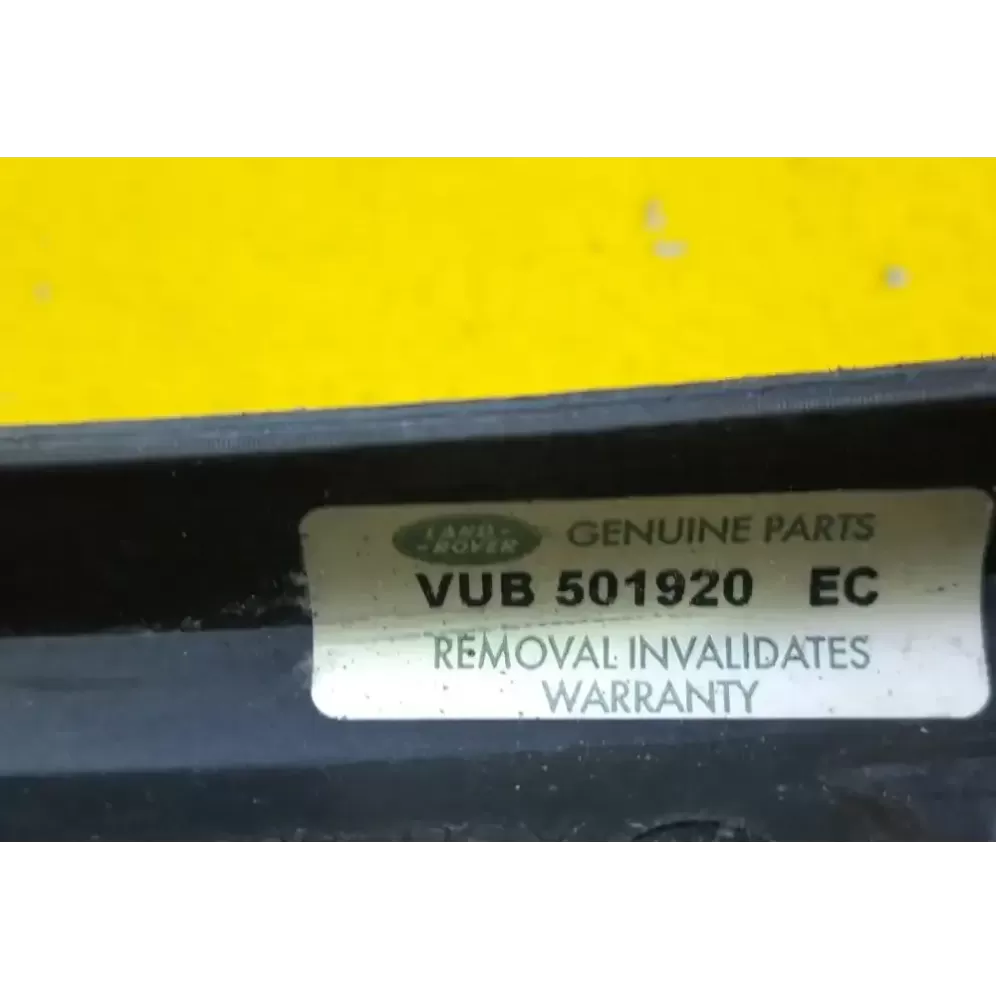 LAND-
-ROVER
GENUINE PARTS
VUB 501920 EC
REMOVAL INVALIDATES
WARRANTY